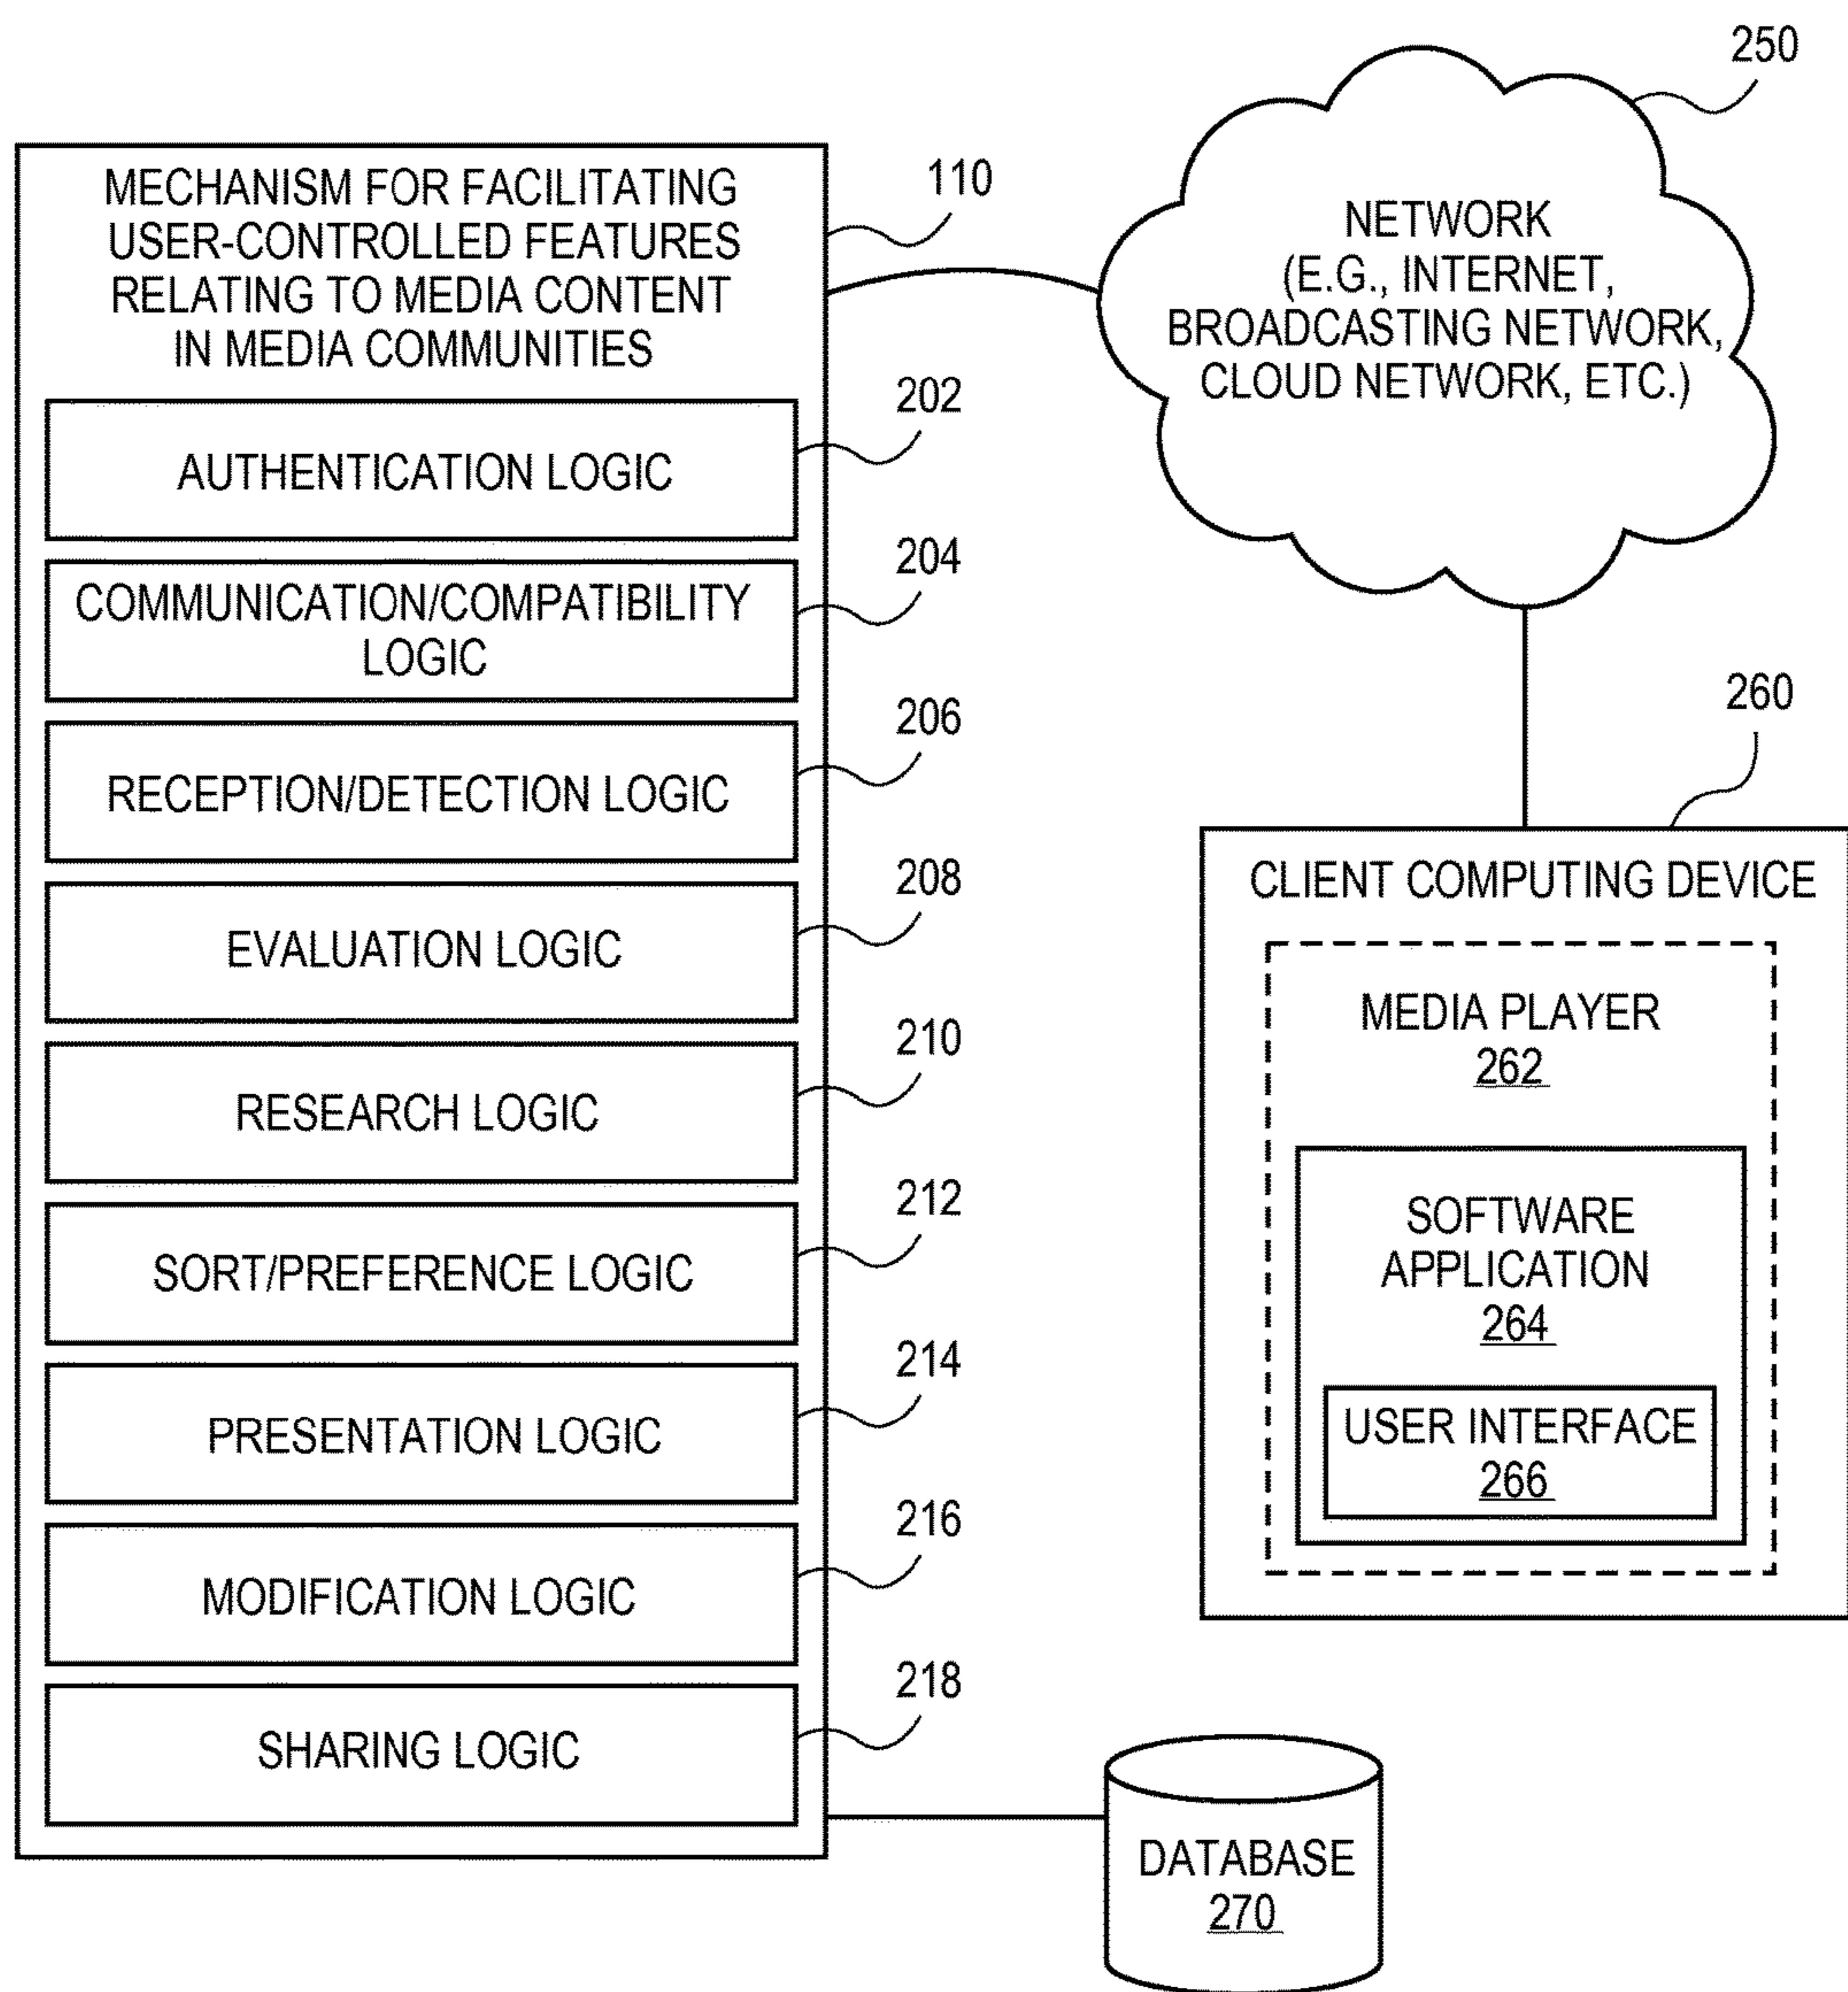 250
MECHANISM FOR FACILITATING
USER-CONTROLLED FEATURES
RELATING TO MEDIA CONTENT
IN MEDIA COMMUNITIES
110
NETWORK
(E.G., INTERNET,
BROADCASTING NETWORK,
CLOUD NETWORK, ETC.)
202
AUTHENTICATION LOGIC
204
COMMUNICATION/COMPATIBILITY
LOGIC
206
RECEPTION/DETECTION LOGIC
208
EVALUATION LOGIC
210
RESEARCH LOGIC
212
SORT/PREFERENCE LOGIC
214
PRESENTATION LOGIC
216
MODIFICATION LOGIC
218
SHARING LOGIC
260
CLIENT COMPUTING DEVICE
MEDIA PLAYER
262
SOFTWARE
APPLICATION
264
USER INTERFACE
266
DATABASE
270